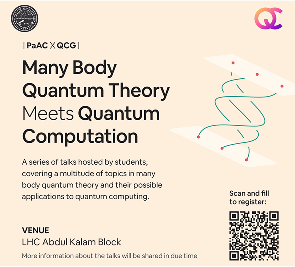 | PaAC X QCG |
Many Body
Quantum Theory
Meets Quantum
Computation
A series of talks hosted by students,
covering a multitude of topics in many
body quantum theory and their possible
applications to quantum computing.
Scan and fill
to register:
VENUE
LHC Abdul Kalam Block
More information about the talks will be shared in due time